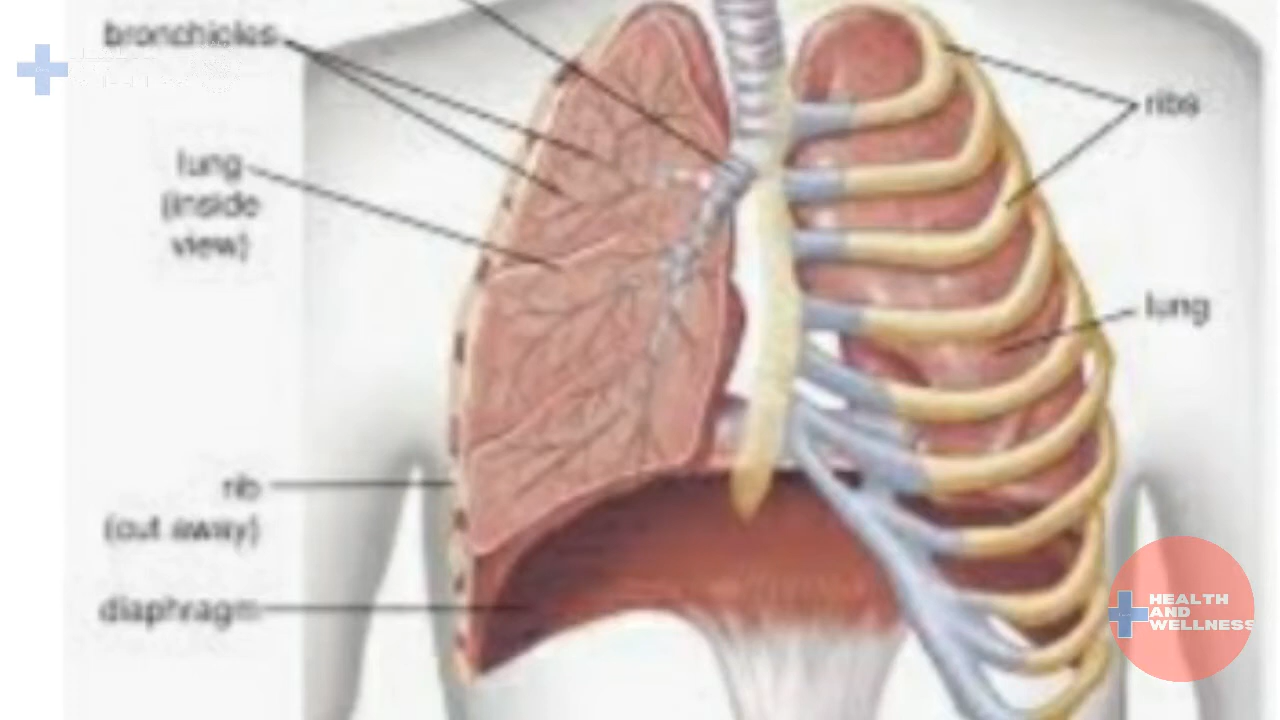 bronchioles
lung
(inside
view)
rib
(cut away)
diaphragm
ribs
lung
HEALTH
AND
WELLNESS